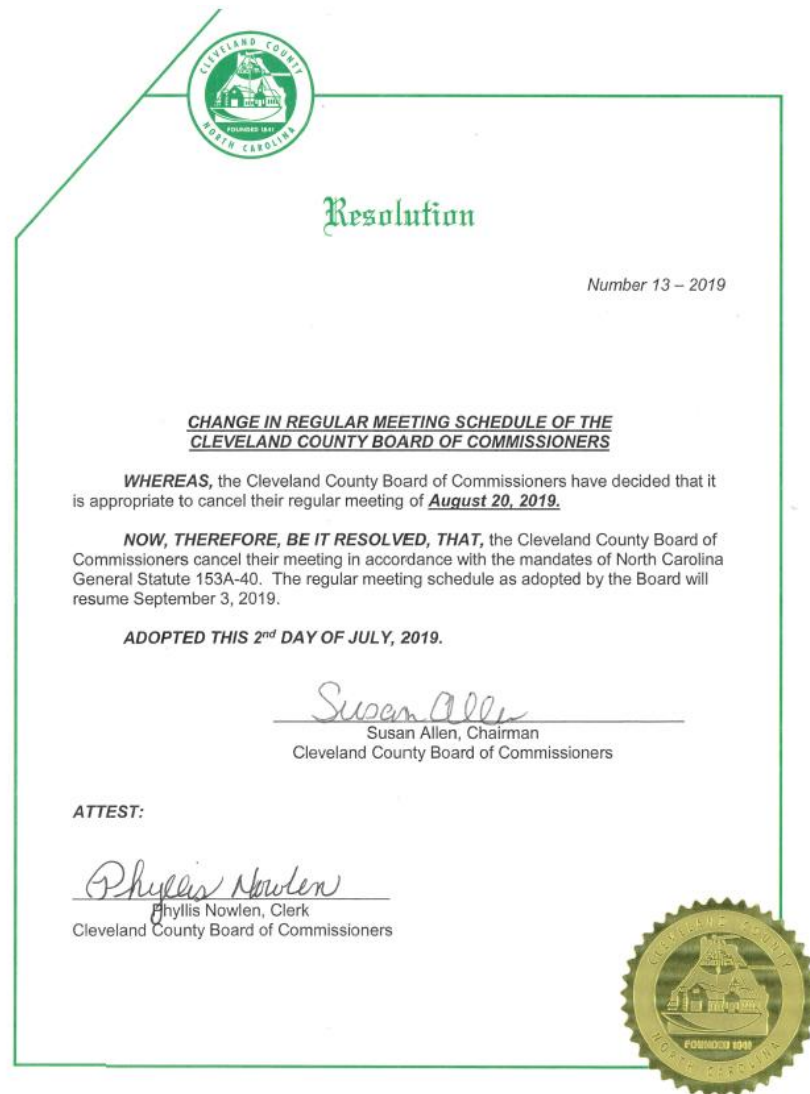 CLEVELAND COUNTY
FOUNDED 1841
NORTH CAROLINA
Resolution
Number 13 – 2019
CHANGE IN REGULAR MEETING SCHEDULE OF THE
CLEVELAND COUNTY BOARD OF COMMISSIONERS
WHEREAS, the Cleveland County Board of Commissioners have decided that it
is appropriate to cancel their regular meeting of August 20, 2019.
NOW, THEREFORE, BE IT RESOLVED, THAT, the Cleveland County Board of
Commissioners cancel their meeting in accordance with the mandates of North Carolina
General Statute 153A-40. The regular meeting schedule as adopted by the Board will
resume September 3, 2019.
ADOPTED THIS 2nd DAY OF JULY, 2019.
Susan Allen
Susan Allen, Chairman
Cleveland County Board of Commissioners
ATTEST:
Phyllis Nowlen
Phyllis Nowlen, Clerk
Cleveland County Board of Commissioners
CLEVELAND COUNTY
FOUNDED 1841
NORTH CAROLINA